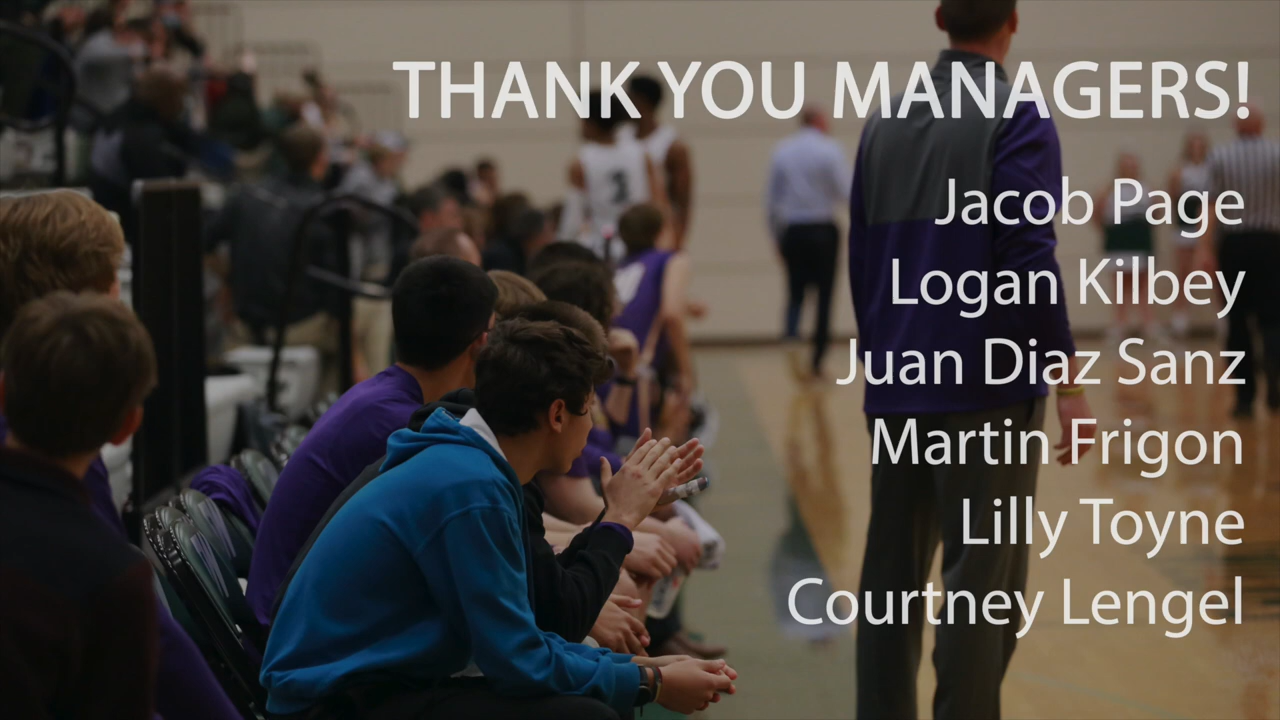 THANK YOU MANAGERS!
Jacob Page
Logan Kilbey
Juan Diaz Sanz
Martin Frigon
Lilly Toyne
Courtney Lengel